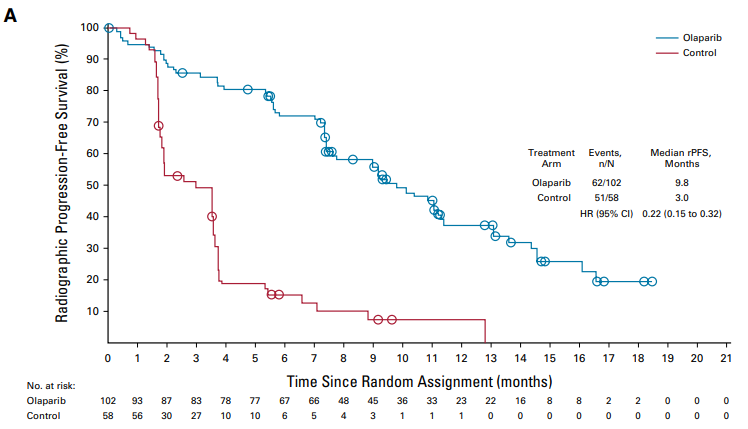 A
Radiographic Progression-Free Survival (%)
100
90
80
70
60
50
40
30
20
10
Olaparib
Control
Treatment Arm Events, n/N Median rPFS, Months
Olaparib 62/102 9.8
Control 51/58 3.0
HR (95% CI) 0.22 (0.15 to 0.32)
0 1 2 3 4 5 6 7 8 9 10 11 12 13 14 15 16 17 18 19 20 21
Time Since Random Assignment (months)
No. at risk:
Olaparib 102 93 87 83 78 77 67 66 48 45 36 33 23 22 16 8 8 2 2 0 0 0
Control 58 56 30 27 10 10 6 5 4 3 1 1 1 0 0 0 0 0 0 0 0 0